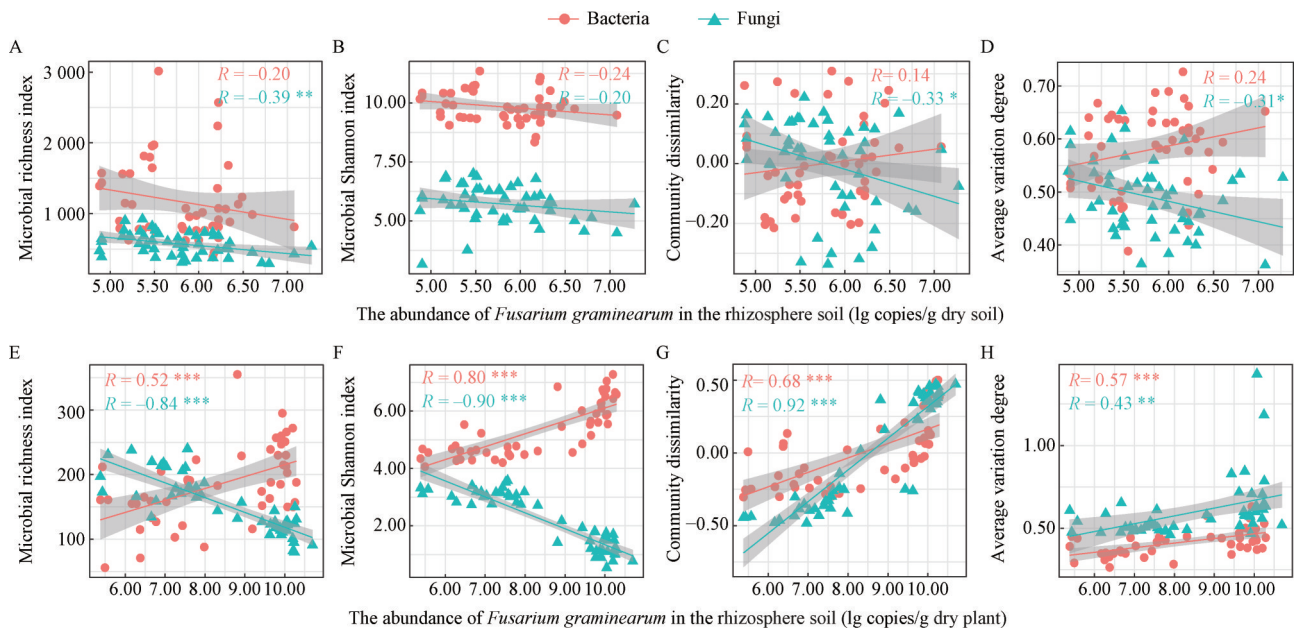 Bacteria Fungi
A B C D
R = –0.20
R = –0.39 **
R = –0.24
R = –0.20
R= 0.14
R = –0.33 *
R = 0.24
R = –0.31*
Microbial richness index
3 000
2 000
1 000
5.00 5.50 6.00 6.50 7.00
Microbial Shannon index
10.00
7.50
5.00
5.00 5.50 6.00 6.50 7.00
Community dissimilarity
0.20
0.00
−0.20
5.00 5.50 6.00 6.50 7.00
Average variation degree
0.70
0.60
0.50
0.40
5.00 5.50 6.00 6.50 7.00
The abundance of Fusarium graminearum in the rhizosphere soil (lg copies/g dry soil)
E F G H
R = 0.52 ***
R = –0.84 ***
R = 0.80 ***
R = –0.90 ***
R = 0.68 ***
R = 0.92 ***
R= 0.57 ***
R = 0.43 **
Microbial richness index
300
200
100
6.00 7.00 8.00 9.00 10.00
Microbial Shannon index
6.00
4.00
2.00
6.00 7.00 8.00 9.00 10.00
Community dissimilarity
0.50
0.00
−0.50
6.00 7.00 8.00 9.00 10.00
Average variation degree
1.00
0.50
0.00
6.00 7.00 8.00 9.00 10.00
The abundance of Fusarium graminearum in the rhizosphere soil (lg copies/g dry plant)